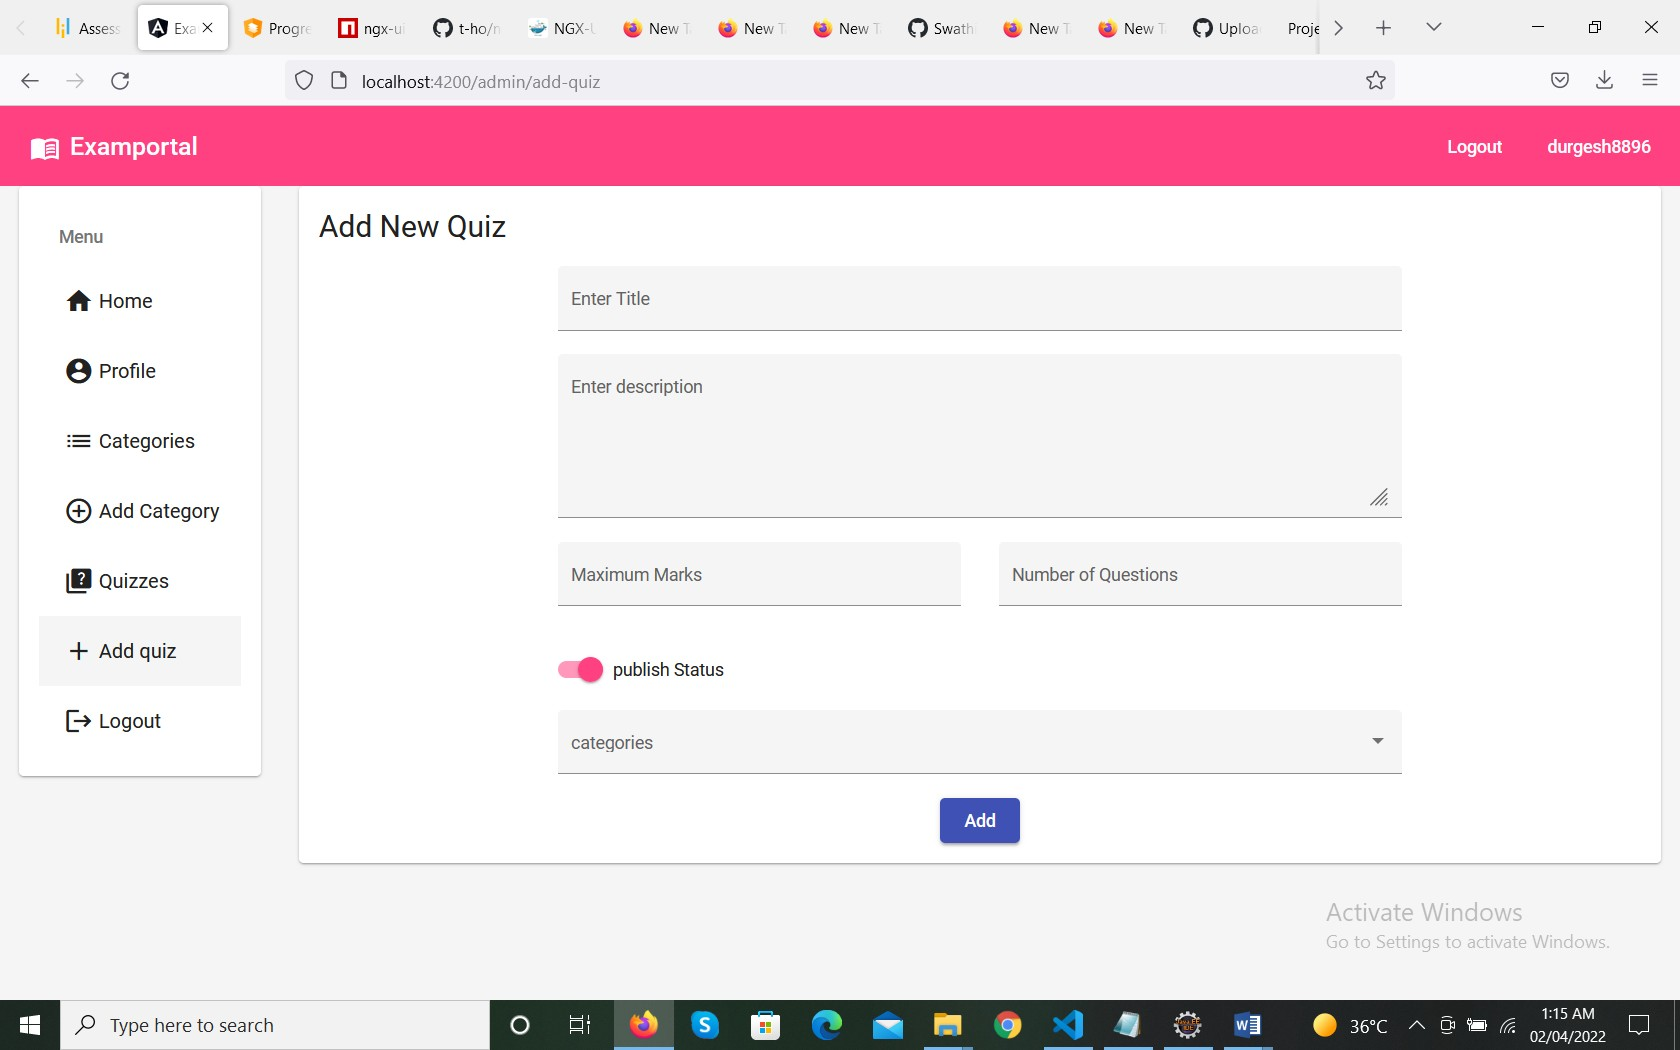 Assess
Exa
Progre
ngx-ui
t-ho/n
NGX-U
New T
New T
New T
Swath
New T
New T
Uploa
Proje
localhost:4200/admin/add-quiz
Examportal
Logout
durgesh8896
Menu
Home
Profile
Categories
Add Category
Quizzes
Add quiz
Logout
Add New Quiz
Enter Title
Enter description
Maximum Marks
Number of Questions
publish Status
categories
Add
Activate Windows
Go to Settings to activate Windows.
Type here to search
36°C
1:15 AM
02/04/2022